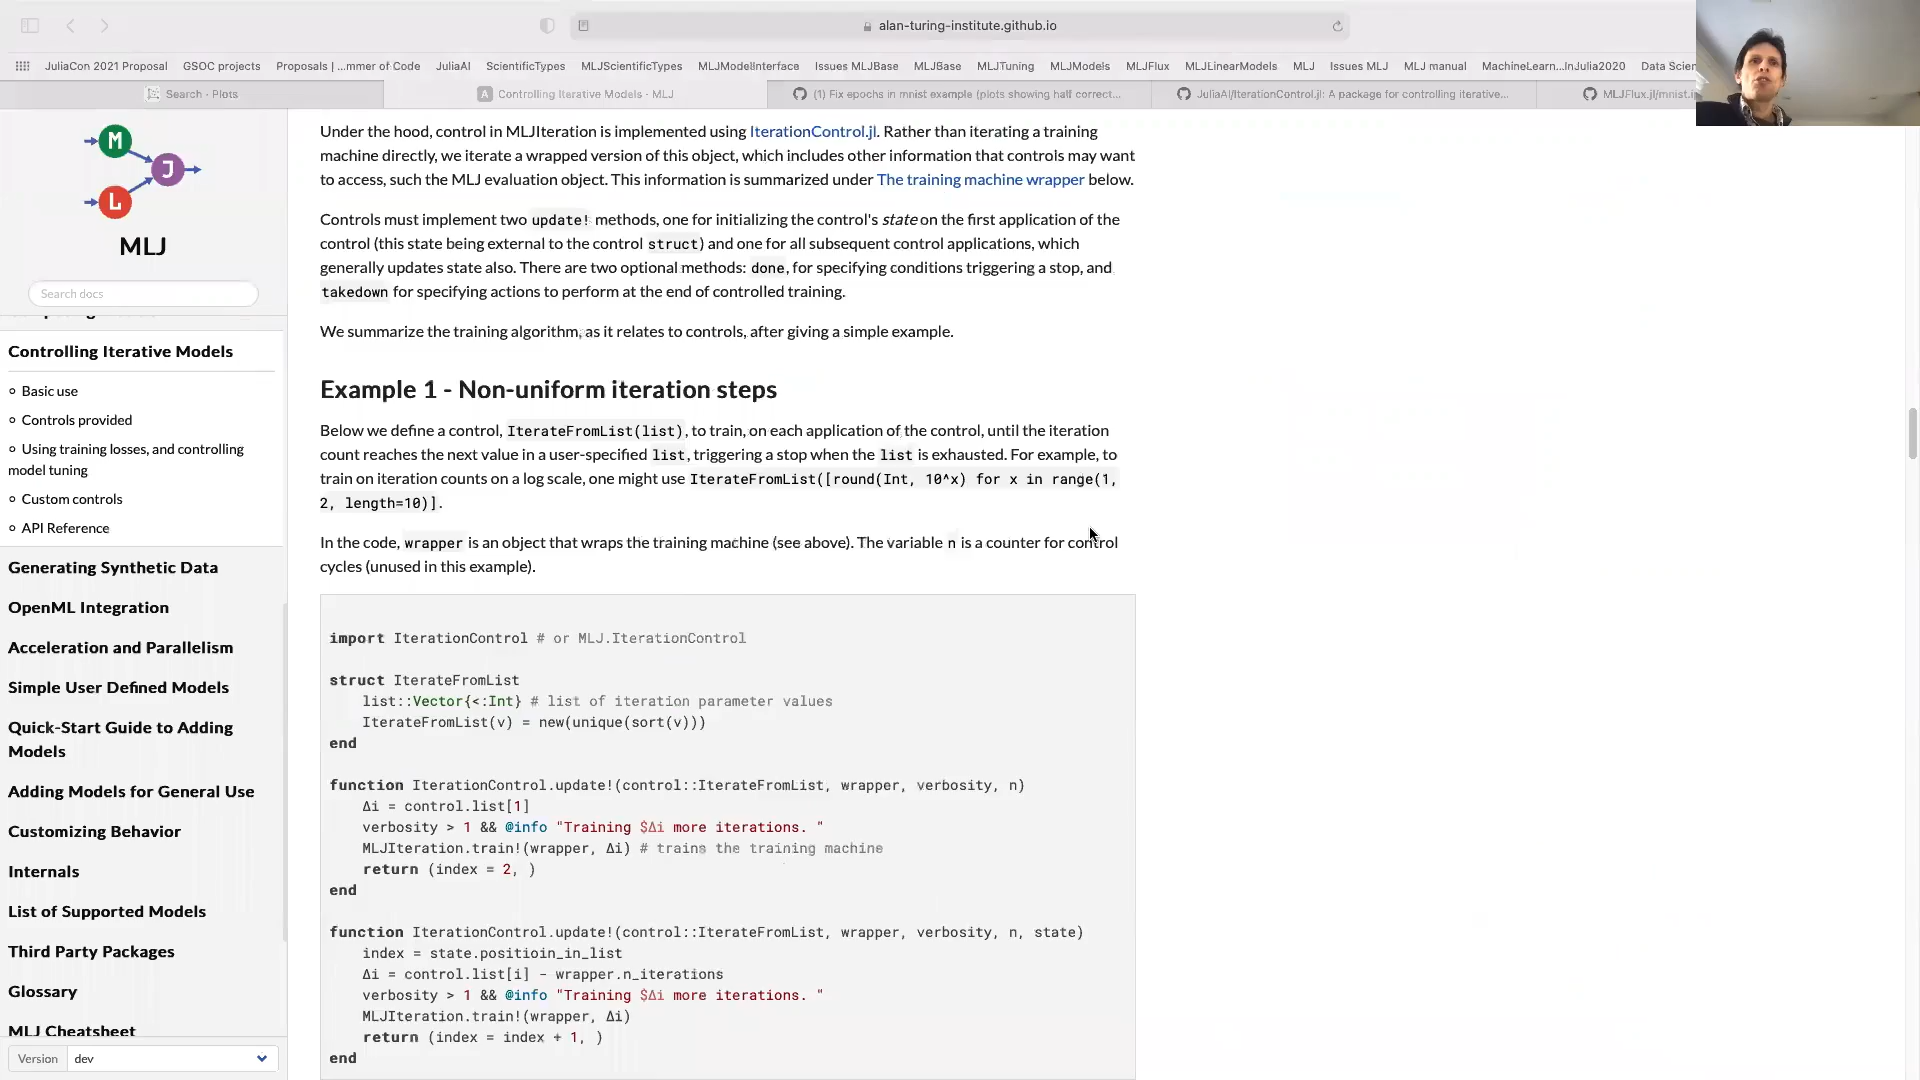 alan-turing-institute.github.io
JuliaCon 2021 Proposal GSOC projects Proposals | ...mmer of Code JuliaAI ScientificTypes MLJScientificTypes MLJModelInterface Issues MLJBase MLJBase MLJTuning MLJModels MLJFlux MLJLinearModels MLJ Issues MLJ MLJ manual MachineLearn...InJulia2020 Data Scien
Search · Plots
Controlling Iterative Models · MLJ
(1) Fix epochs in mnist example (plots showing half correct...
JuliaAI/IterationControl.jl: A package for controlling iterative...
MLJFlux.jl/mnist.i
M
J
L
MLJ
Search docs
Controlling Iterative Models
Basic use
Controls provided
Using training losses, and controlling
model tuning
Custom controls
API Reference
Generating Synthetic Data
OpenML Integration
Acceleration and Parallelism
Simple User Defined Models
Quick-Start Guide to Adding
Models
Adding Models for General Use
Customizing Behavior
Internals
List of Supported Models
Third Party Packages
Glossary
MLJ Cheatsheet
Version dev
Under the hood, control in MLJIteration is implemented using IterationControl.jl. Rather than iterating a training
machine directly, we iterate a wrapped version of this object, which includes other information that controls may want
to access, such the MLJ evaluation object. This information is summarized under The training machine wrapper below.
Controls must implement two update! methods, one for initializing the control's state on the first application of the
control (this state being external to the control struct) and one for all subsequent control applications, which
generally updates state also. There are two optional methods: done, for specifying conditions triggering a stop, and
takedown for specifying actions to perform at the end of controlled training.
We summarize the training algorithm, as it relates to controls, after giving a simple example.
Example 1 - Non-uniform iteration steps
Below we define a control, IterateFromList(list), to train, on each application of the control, until the iteration
count reaches the next value in a user-specified list, triggering a stop when the list is exhausted. For example, to
train on iteration counts on a log scale, one might use IterateFromList([round(Int, 10^x) for x in range(1,
2, length=10)].
In the code, wrapper is an object that wraps the training machine (see above). The variable n is a counter for control
cycles (unused in this example).
import IterationControl # or MLJ.IterationControl
struct IterateFromList
list::Vector{<:Int} # list of iteration parameter values
IterateFromList(v) = new(unique(sort(v)))
end
function IterationControl.update!(control::IterateFromList, wrapper, verbosity, n)
Δi = control.list[1]
verbosity > 1 && @info "Training $Δi more iterations. "
MLJIteration.train!(wrapper, Δi) # trains the training machine
return (index = 2, )
end
function IterationControl.update!(control::IterateFromList, wrapper, verbosity, n, state)
index = state.positioin_in_list
Δi = control.list[i] - wrapper.n_iterations
verbosity > 1 && @info "Training $Δi more iterations. "
MLJIteration.train!(wrapper, Δi)
return (index = index + 1, )
end